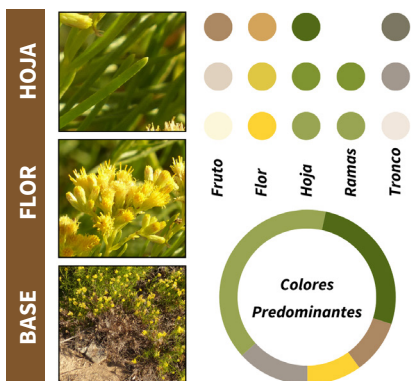 HOJA
FLOR
BASE
Fruto
Flor
Hoja
Ramas
Tronco
Colores
Predominantes